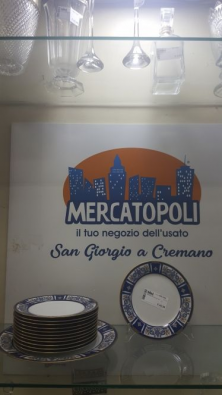 MERCATOPOLI
il tuo negozio dell'usato
San Giorgio a Cremano